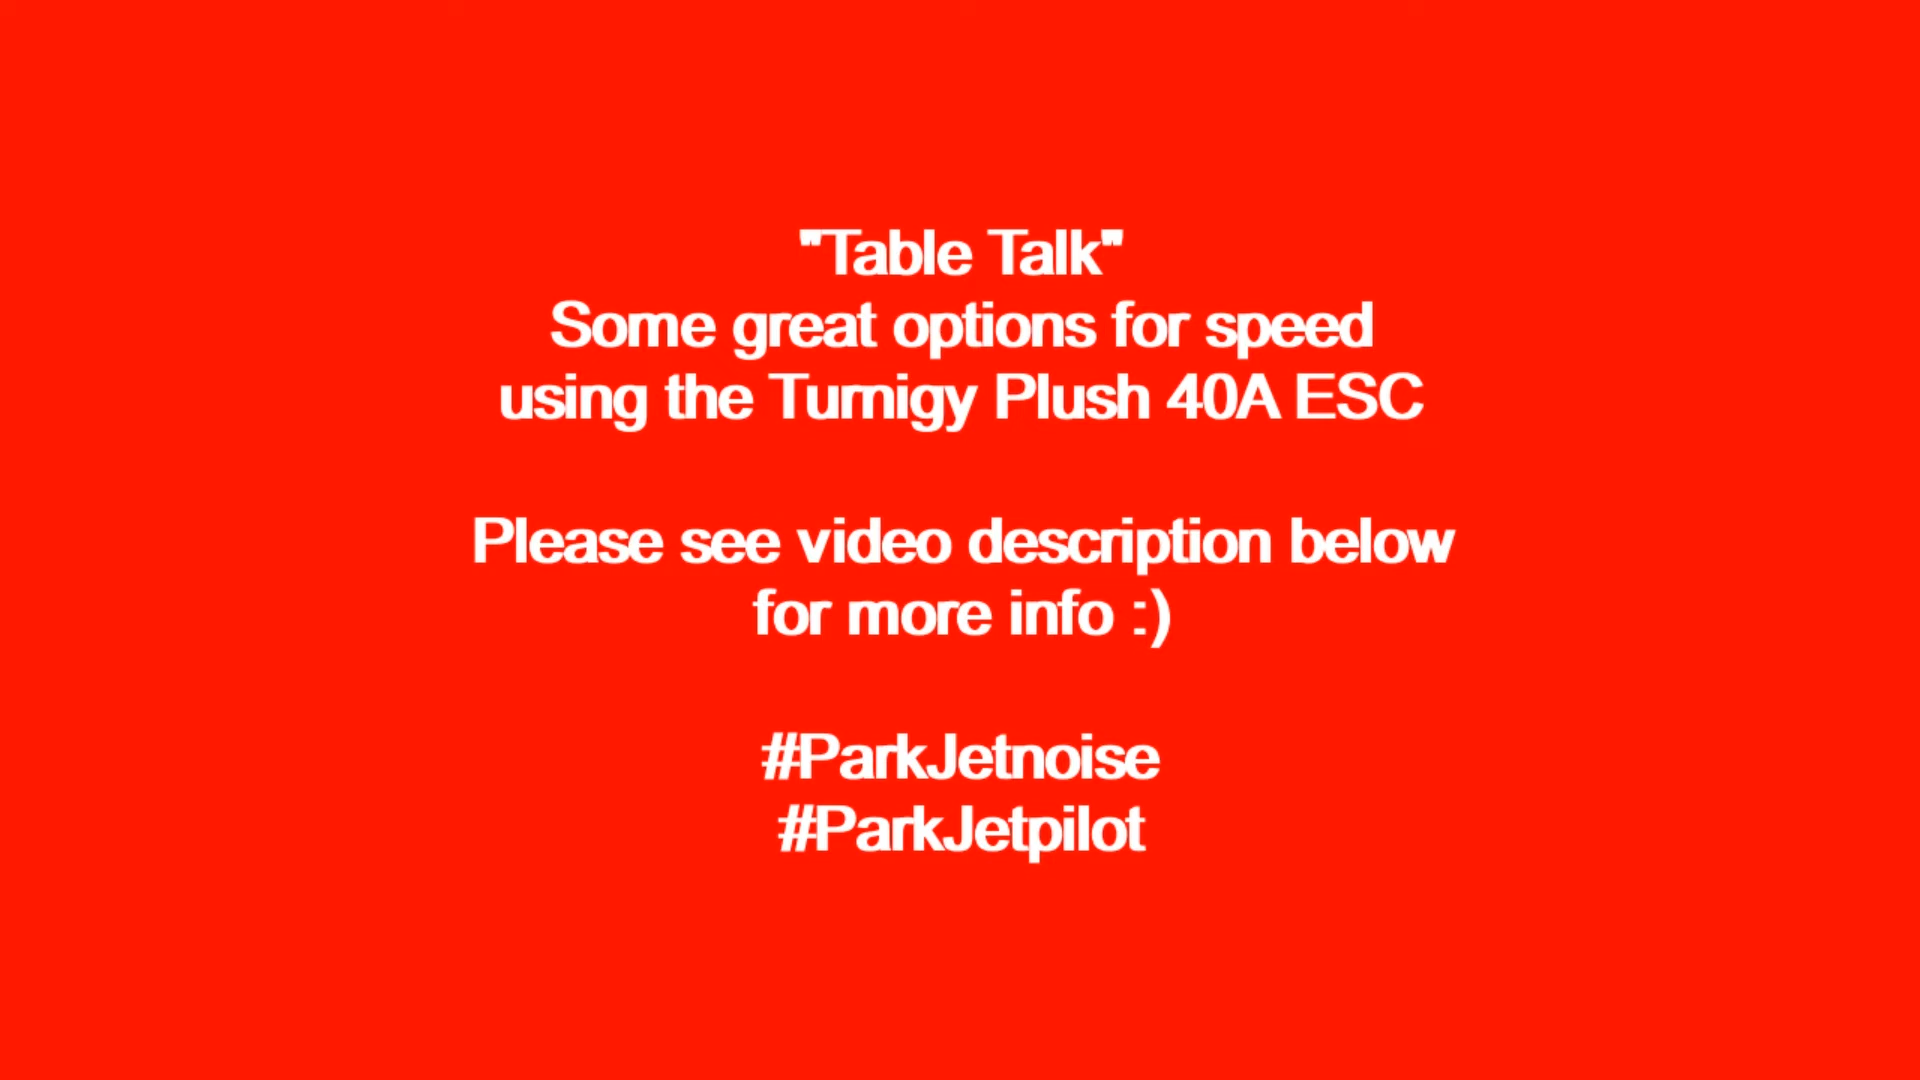 "Table Talk"
Some great options for speed
using the Turnigy Plush 40A ESC
Please see video description below
for more info :)
#ParkJetnoise
#ParkJetpilot